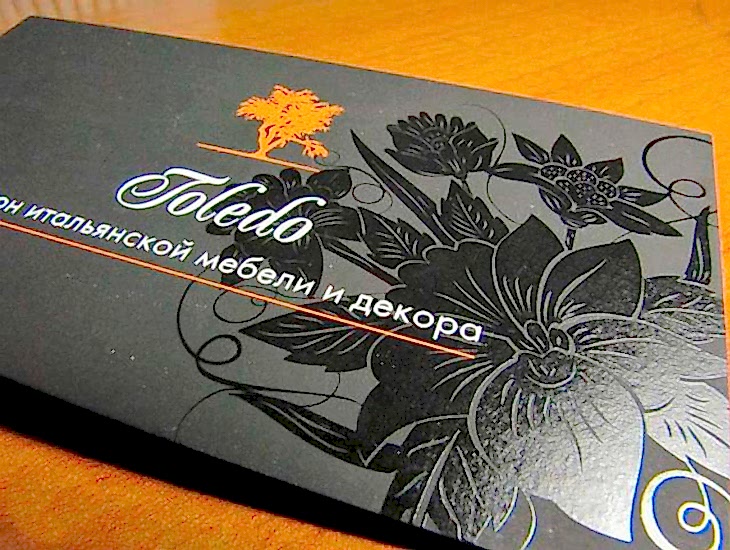 Toledo
он итальянской мебели и декора